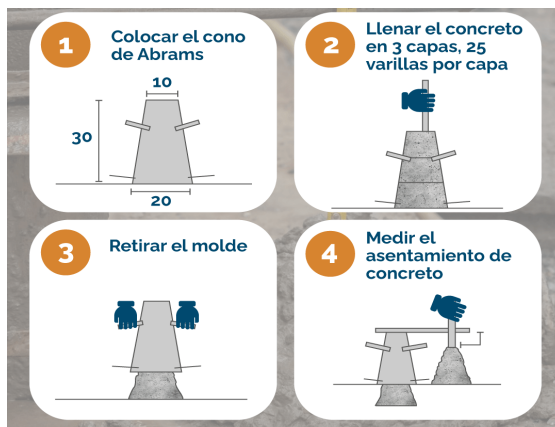 1
Colocar el cono
de Abrams
10
30
20
2
Llenar el concreto
en 3 capas, 25
varillas por capa
3
Retirar el molde
4
Medir el
asentamiento de
concreto